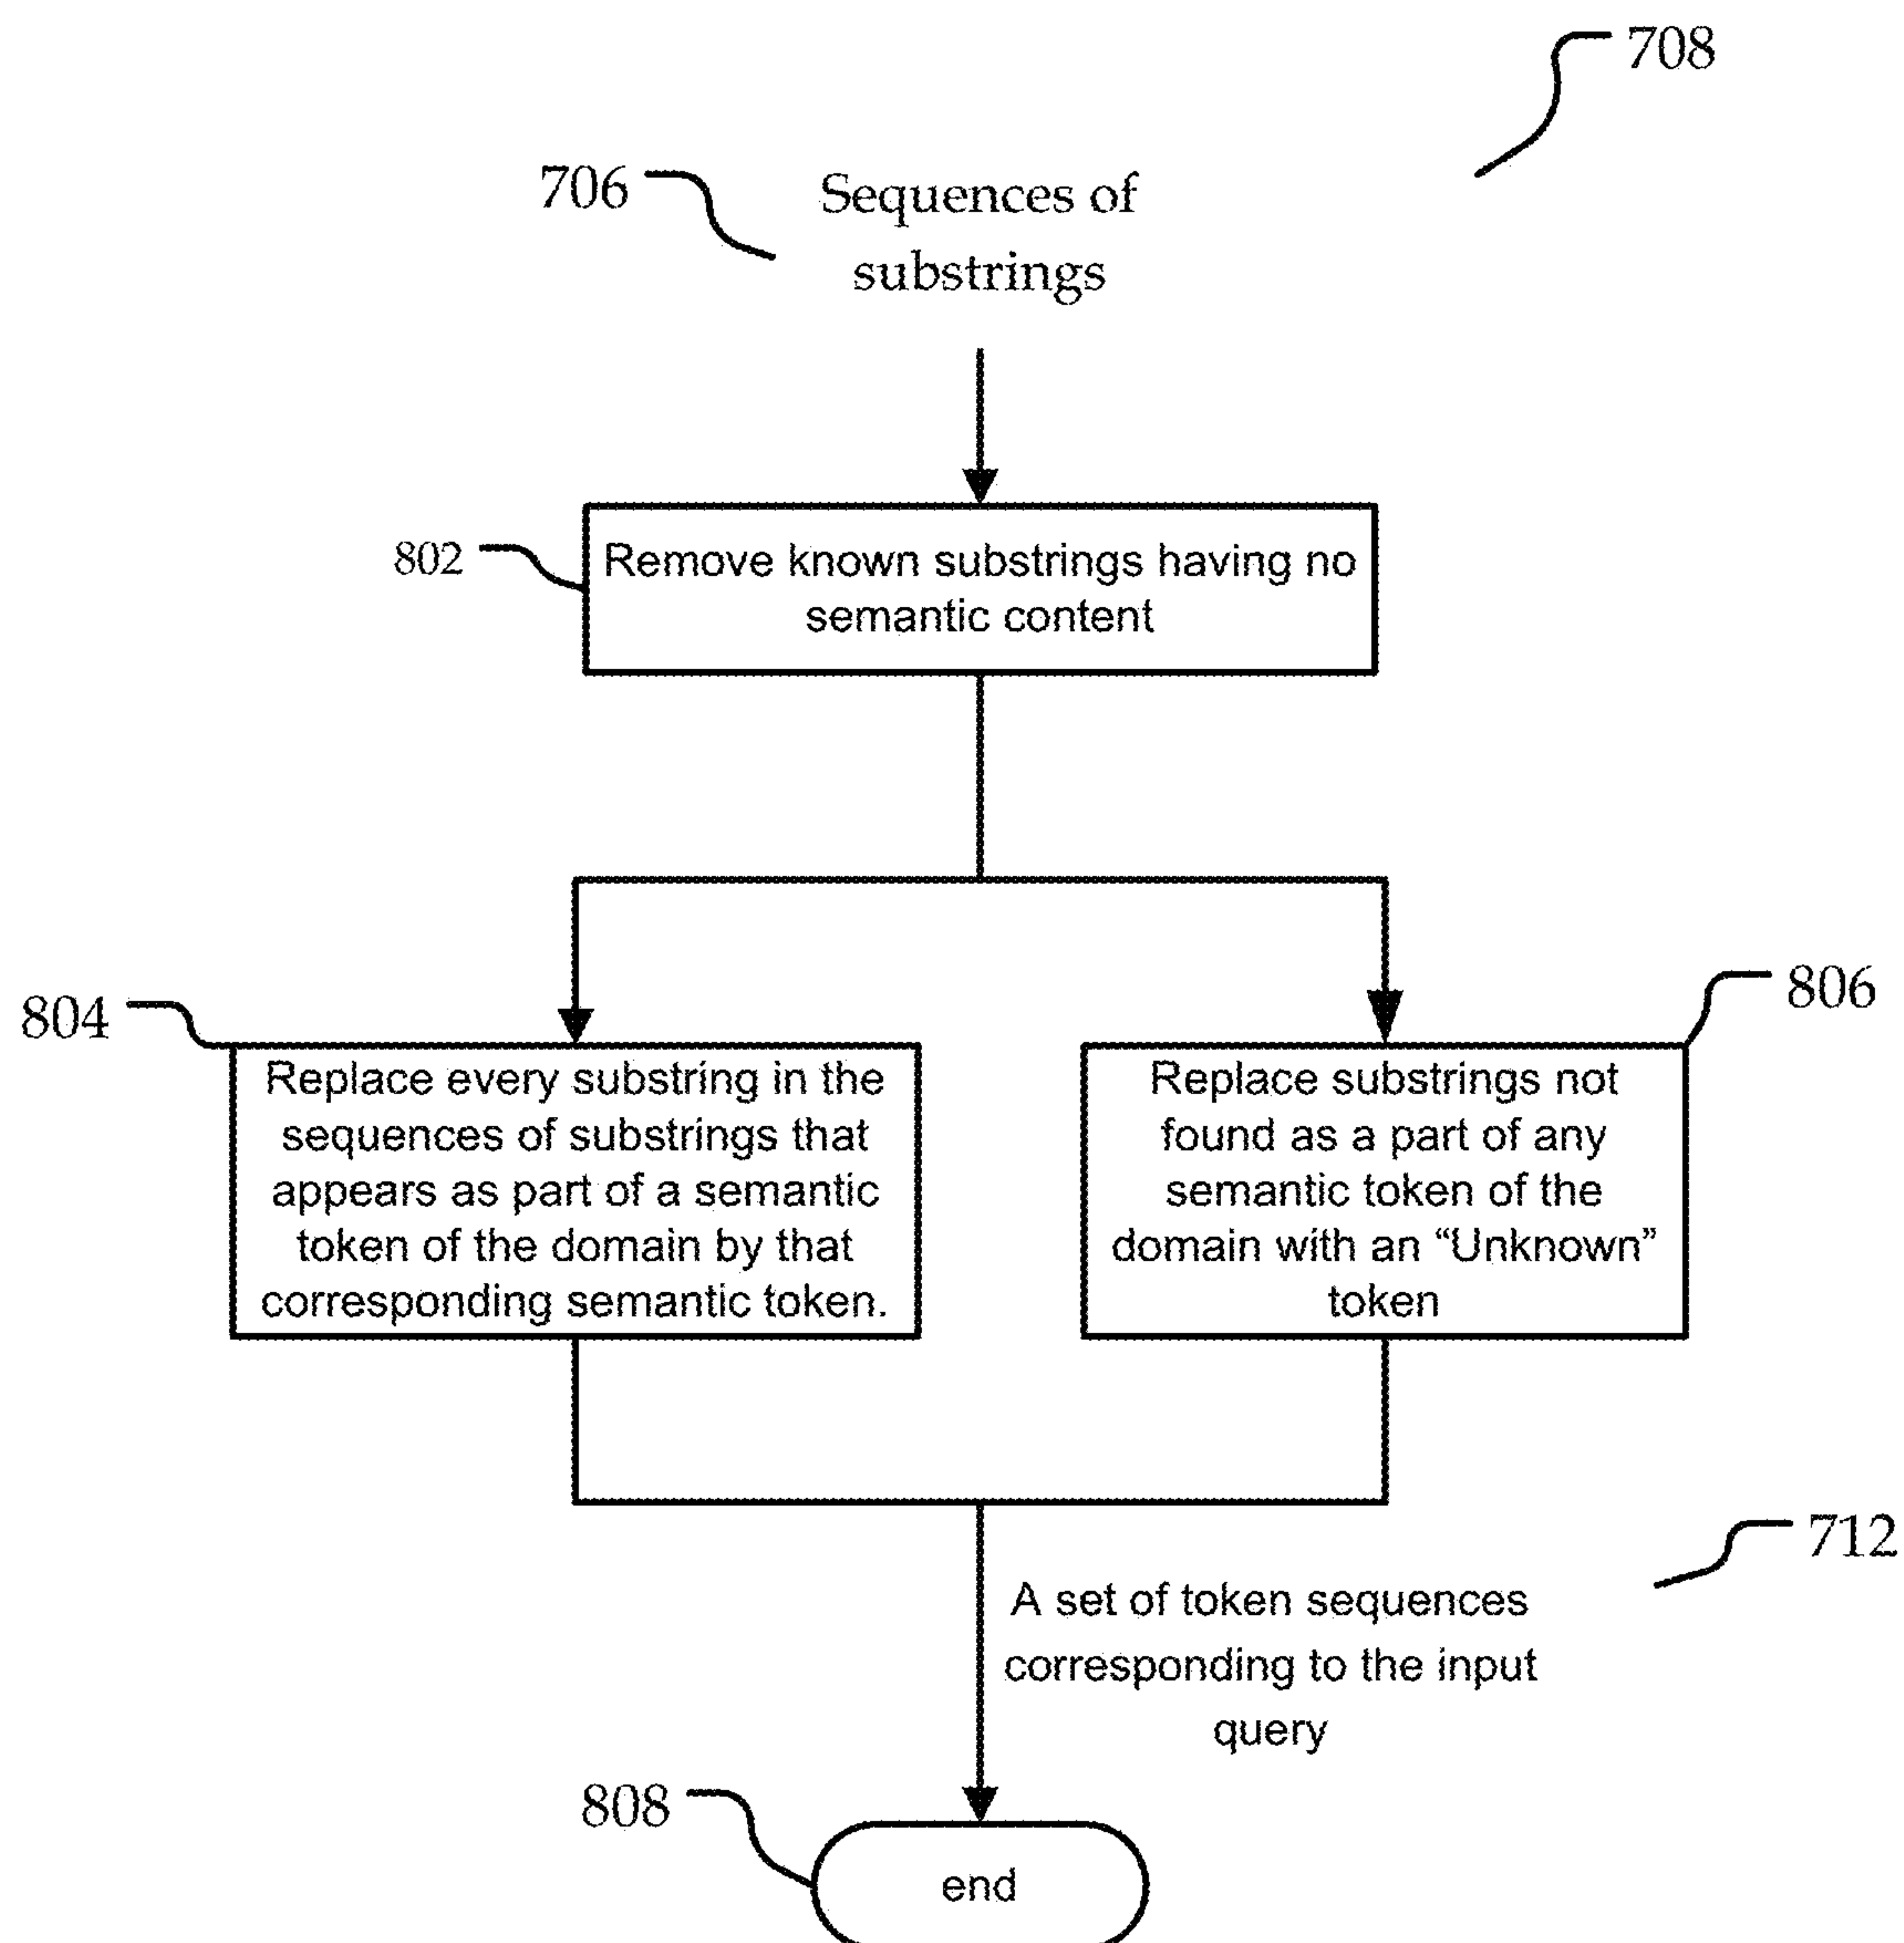 708
706
Sequences of
substrings
802
Remove known substrings having no
semantic content
804
806
Replace every substring in the
sequences of substrings that
appears as part of a semantic
token of the domain by that
corresponding semantic token.
Replace substrings not
found as a part of any
semantic token of the
domain with an “Unknown”
token
712
A set of token sequences
corresponding to the input
query
808
end